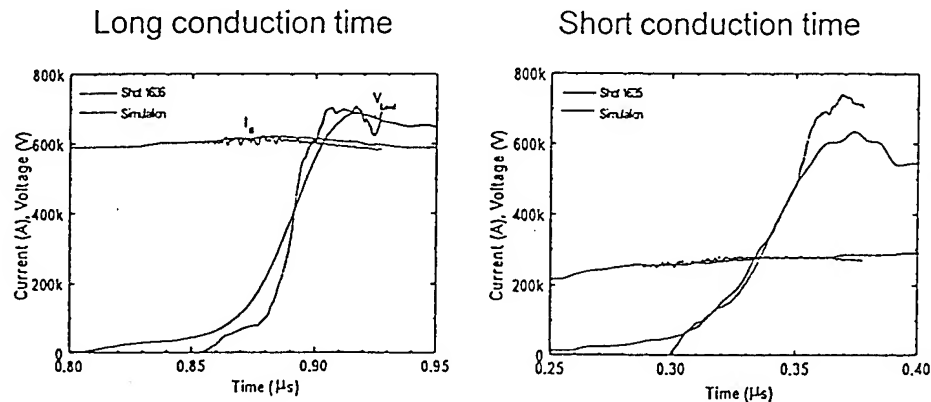 Long conduction time
Short conduction time
800k
600k
400k
200k
0
Current (A), Voltage (V)
Shot 1636
Simulation
V Load
0.80
0.85
0.90
0.95
Time (μs)
800k
600k
400k
200k
0
Current (A), Voltage (V)
Shot 1635
Simulation
0.25
0.30
0.35
0.40
Time (μs)